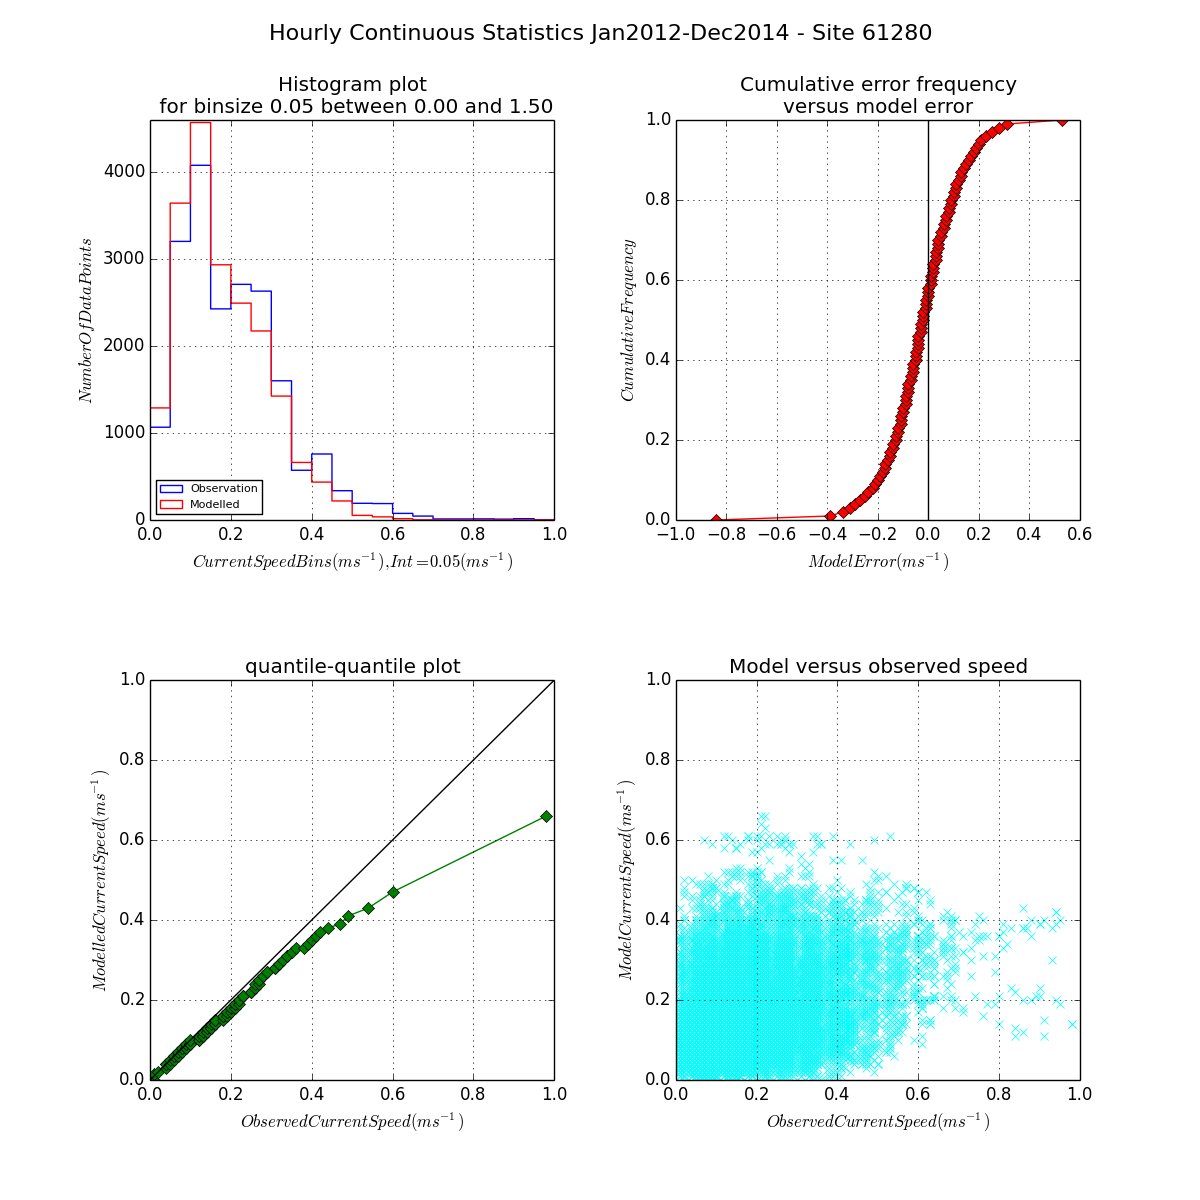 Hourly Continuous Statistics Jan2012-Dec2014 - Site 61280
Histogram plot
for binsize 0.05 between 0.00 and 1.50
4000
3000
2000
1000
0
NumberOfDataPoints
Observation
Modelled
0.0 0.2 0.4 0.6 0.8 1.0
CurrentSpeedBins(ms⁻¹),Int=0.05(ms⁻¹)
Cumulative error frequency
versus model error
1.0
0.8
0.6
0.4
0.2
0.0
CumulativeFrequency
−1.0 −0.8 −0.6 −0.4 −0.2 0.0 0.2 0.4 0.6
ModelError(ms⁻¹)
quantile-quantile plot
1.0
0.8
0.6
0.4
0.2
0.0
ModelledCurrentSpeed(ms⁻¹)
0.0 0.2 0.4 0.6 0.8 1.0
ObservedCurrentSpeed(ms⁻¹)
Model versus observed speed
1.0
0.8
0.6
0.4
0.2
0.0
ModelCurrentSpeed(ms⁻¹)
0.0 0.2 0.4 0.6 0.8 1.0
ObservedCurrentSpeed(ms⁻¹)